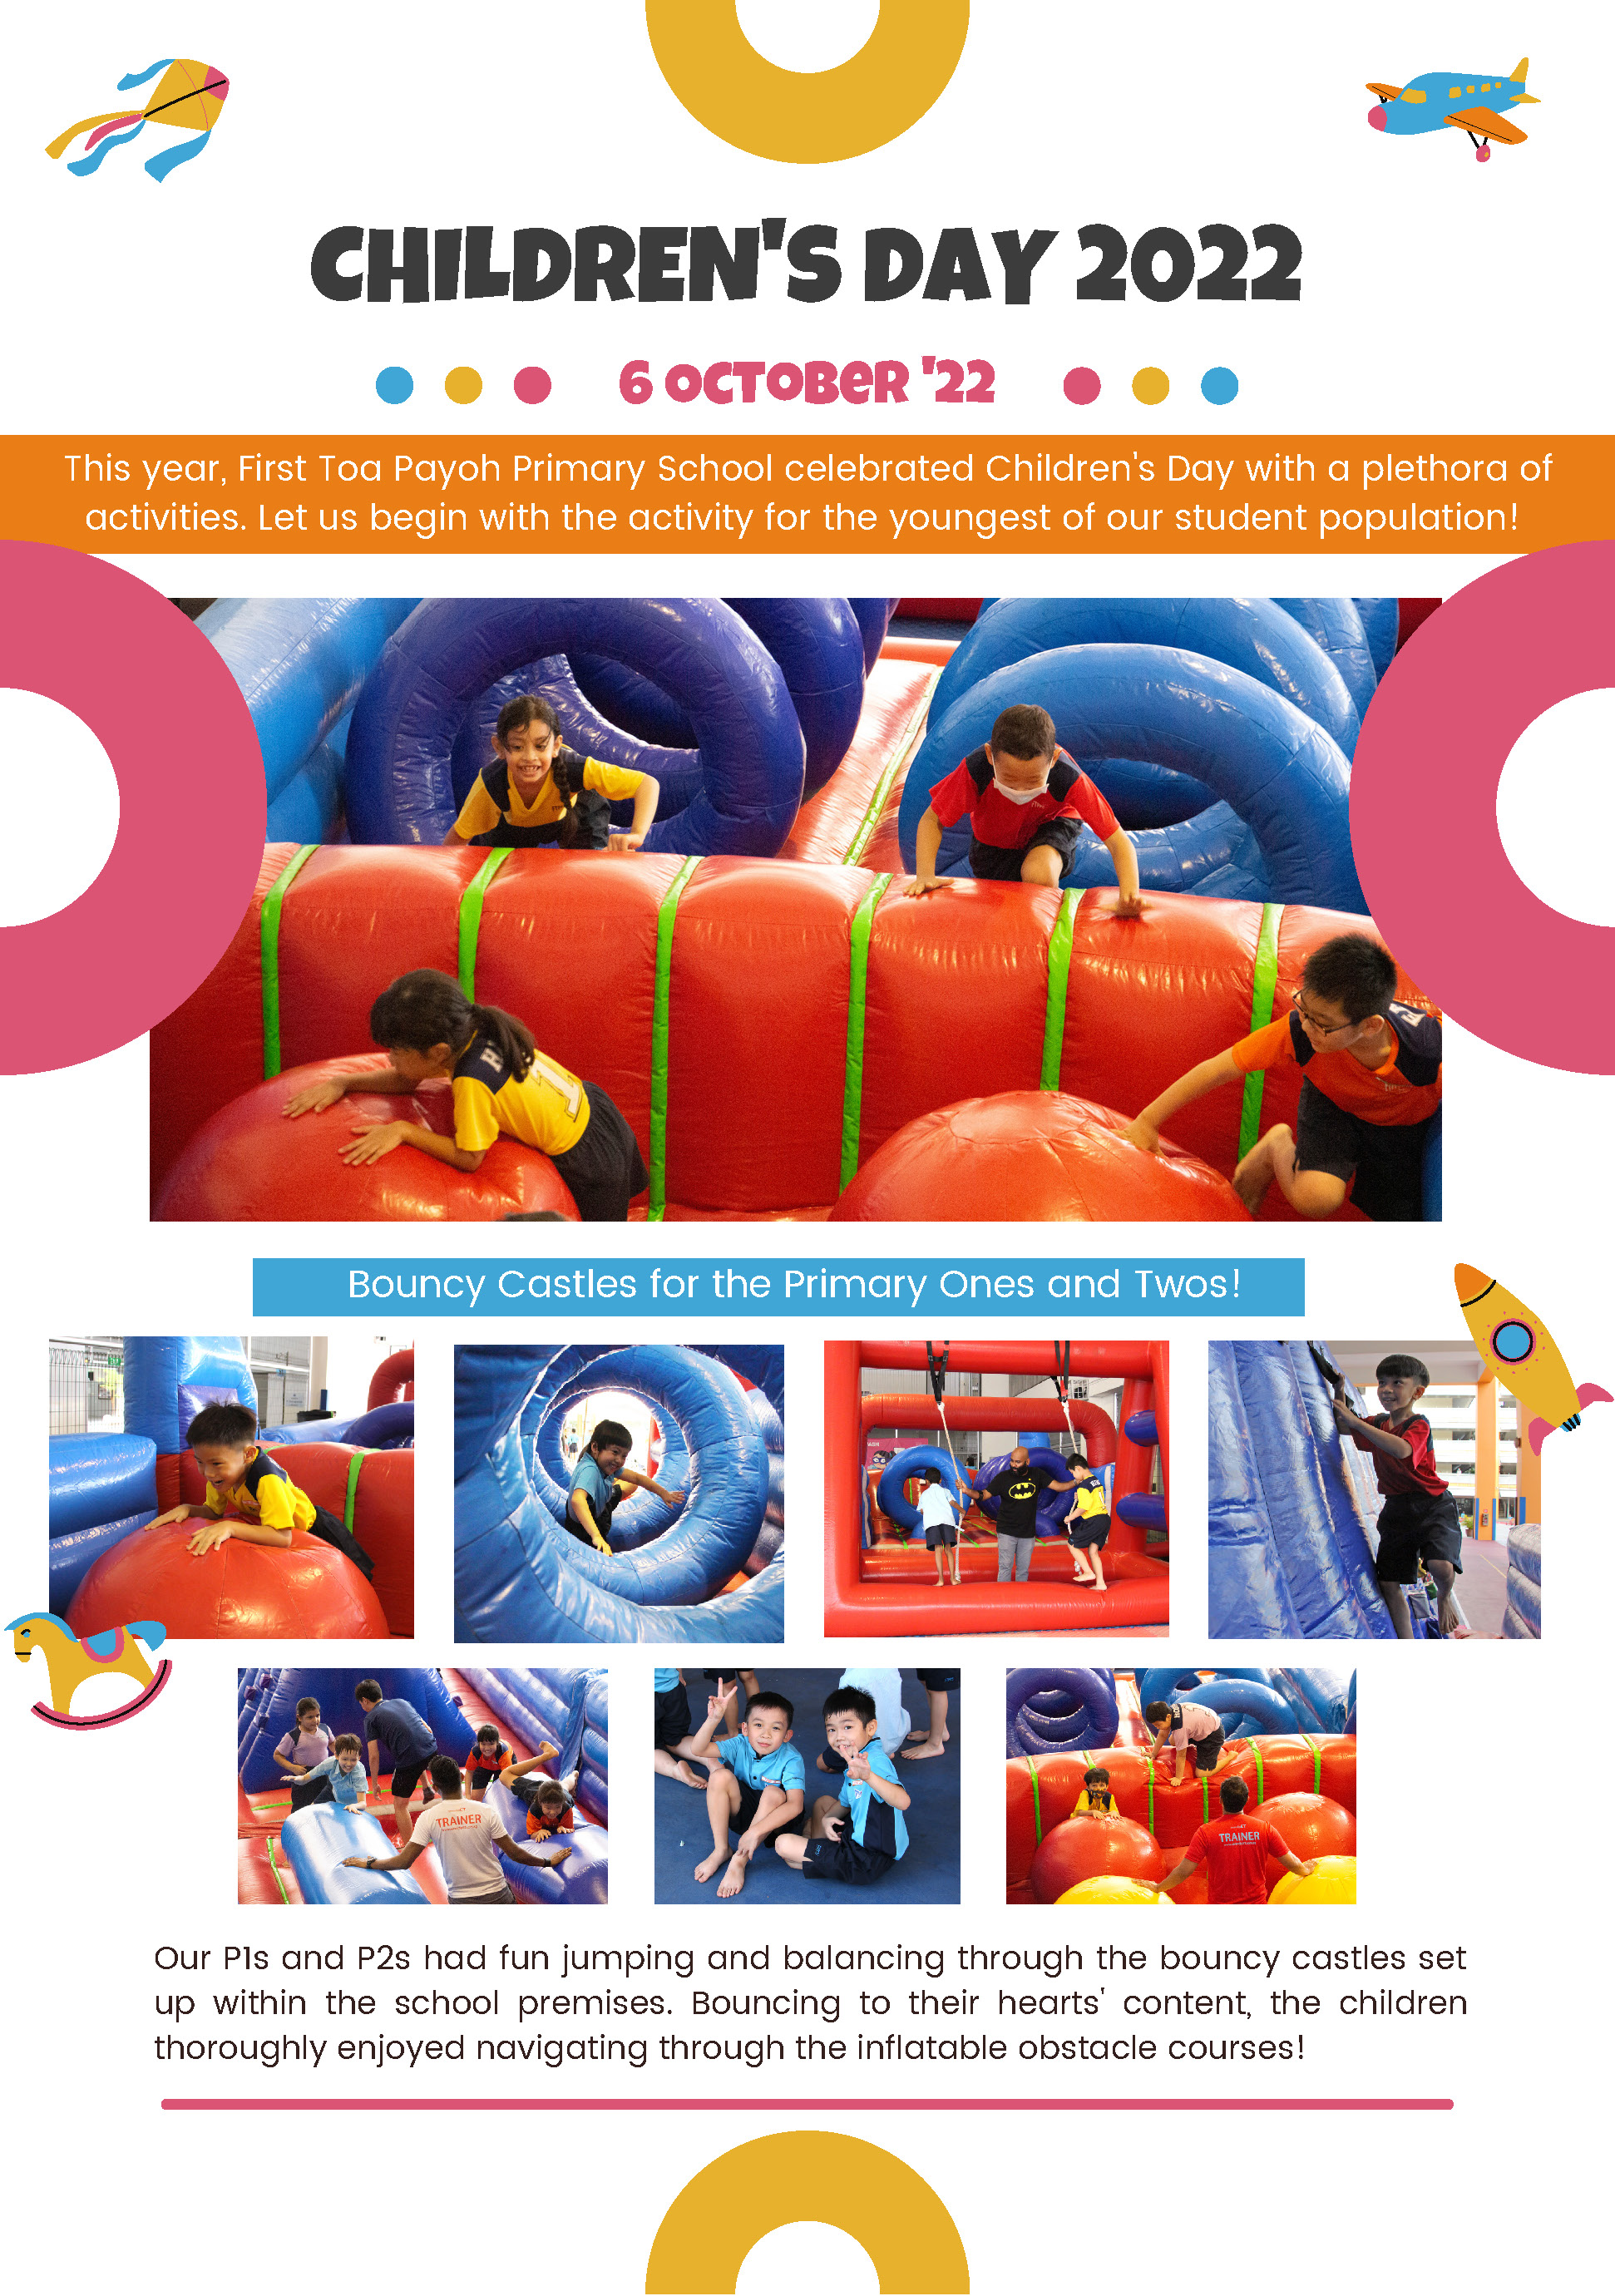 CHILDREN'S DAY 2022
6 OCTOBER '22
This year, First Toa Payoh Primary School celebrated Children's Day with a plethora of
activities. Let us begin with the activity for the youngest of our student population!
1
Bouncy Castles for the Primary Ones and Twos!
TRAINER
TRAINER
Our P1s and P2s had fun jumping and balancing through the bouncy castles set
up within the school premises. Bouncing to their hearts' content, the children
thoroughly enjoyed navigating through the inflatable obstacle courses!